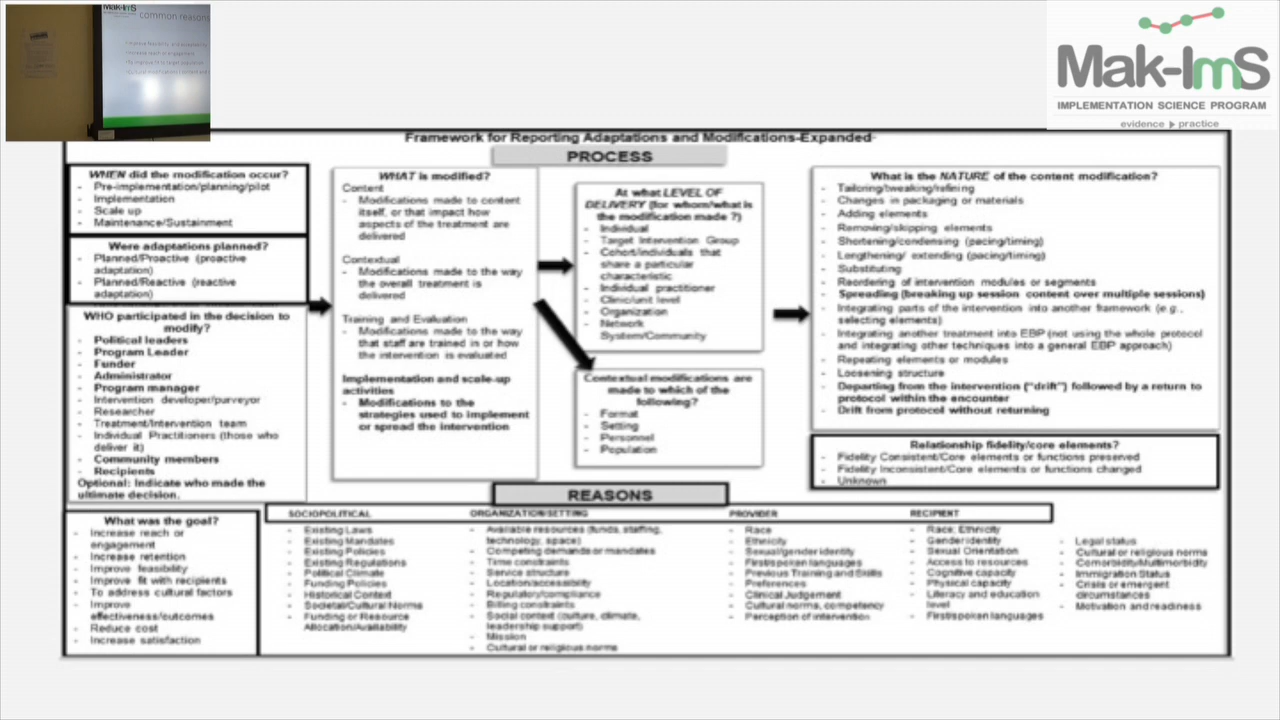 common reasons
Mak-ImS
IMPLEMENTATION SCIENCE PROGRAM
evidence practice
Framework for Reporting Adaptations and Modifications-Expanded
PROCESS
WHEN did the modification occur?
- Pre-implementation/planning/pilot
- Implementation
- Scale up
- Maintenance/Sustainment
Were adaptations planned?
- Planned/Proactive (proactive
adaptation)
- Planned/Reactive (reactive
adaptation)
WHO participated in the decision to
modify?
- Political leaders
- Program Leader
- Funder
- Administrator
- Program manager
- Intervention developer/purveyor
- Researcher
- Treatment/Intervention team
- Individual Practitioners (those who
deliver it)
- Community members
- Recipients
Optional: Indicate who made the
ultimate decision.
WHAT is modified?
Content
- Modifications made to content
itself, or that impact how
aspects of the treatment are
delivered
Contextual
- Modifications made to the way
the overall treatment is
delivered
Training and Evaluation
- Modifications made to the way
that staff are trained in or how
the intervention is evaluated
Implementation and scale-up
activities
- Modifications to the
strategies used to implement
or spread the intervention
At what LEVEL OF
DELIVERY (for whom/what is
the modification made ?)
- Individual
- Target Intervention Group
- Cohort/individuals that
share a particular
characteristic
- Individual practitioner
- Clinic/unit level
- Organization
- Network
System/Community
Contextual modifications are
made to which of the
following?
- Format
- Setting
- Personnel
- Population
What is the NATURE of the content modification?
- Tailoring/tweaking/refining
- Changes in packaging or materials
- Adding elements
- Removing/skipping elements
- Shortening/condensing (pacing/timing)
- Lengthening/ extending (pacing/timing)
- Substituting
- Reordering of intervention modules or segments
- Spreading (breaking up session content over multiple sessions)
- Integrating parts of the intervention into another framework (e.g.,
selecting elements)
- Integrating another treatment into EBP (not using the whole protocol
and integrating other techniques into a general EBP approach)
- Repeating elements or modules
- Loosening structure
- Departing from the intervention (“drift”) followed by a return to
protocol within the encounter
- Drift from protocol without returning
Relationship fidelity/core elements?
- Fidelity Consistent/Core elements or functions preserved
- Fidelity Inconsistent/Core elements or functions changed
- Unknown
REASONS
What was the goal?
- Increase reach or
engagement
- Increase retention
- Improve feasibility
- Improve fit with recipients
- To address cultural factors
- Improve
effectiveness/outcomes
- Reduce cost
- Increase satisfaction
SOCIOPOLITICAL
- Existing Laws
- Existing Mandates
- Existing Policies
- Existing Regulations
- Political Climate
- Funding Policies
- Historical Context
- Societal/Cultural Norms
- Funding or Resource
Allocation/Availability
ORGANIZATION/SETTING
- Available resources (funds, staffing,
technology, space)
- Competing demands or mandates
- Time constraints
- Service structure
- Location/accessibility
- Regulatory/compliance
- Billing constraints
- Social context (culture, climate,
leadership support)
- Mission
- Cultural or religious norms
PROVIDER
- Race
- Ethnicity
- Sexual/gender identity
- First/spoken languages
- Previous Training and Skills
- Preferences
- Clinical Judgement
- Cultural norms, competency
- Perception of intervention
RECIPIENT
- Race; Ethnicity
- Gender identity
- Sexual Orientation
- Access to resources
- Cognitive capacity
- Physical capacity
- Literacy and education
level
- First/spoken languages
- Legal status
- Cultural or religious norms
- Comorbidity/Multimorbidity
- Immigration Status
- Crisis or emergent
circumstances
- Motivation and readiness